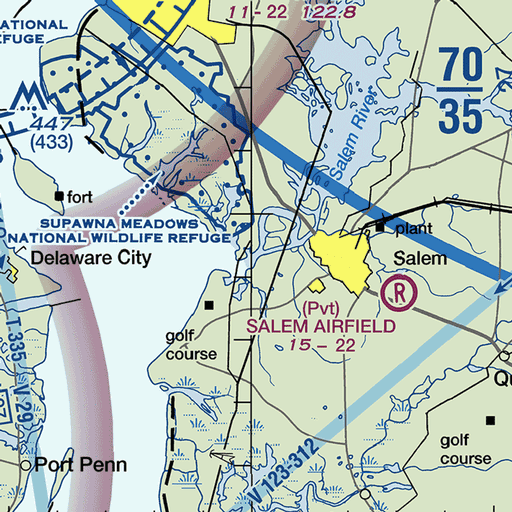 11 - 22 122.8
NATIONAL
REFUGE
70
35
447
(433)
Salem River
fort
SUPAWNA MEADOWS
NATIONAL WILDLIFE REFUGE
plant
Delaware City
Salem
R
(Pvt)
SALEM AIRFIELD
15 - 22
golf
course
T-335
V 29
Qu
golf
course
Port Penn
V 123-312